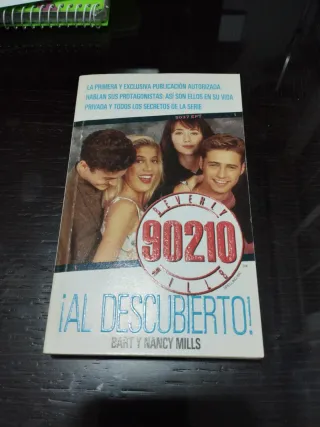 LA PRIMERA Y EXCLUSIVA PUBLICACIÓN AUTORIZADA.
HABLAN SUS PROTAGONISTAS: ASÍ SON ELLOS EN SU VIDA
PRIVADA Y TODOS LOS SECRETOS DE LA SERIE
BEVERLY
90210
HILLS
¡AL DESCUBIERTO!
BART Y NANCY MILLS